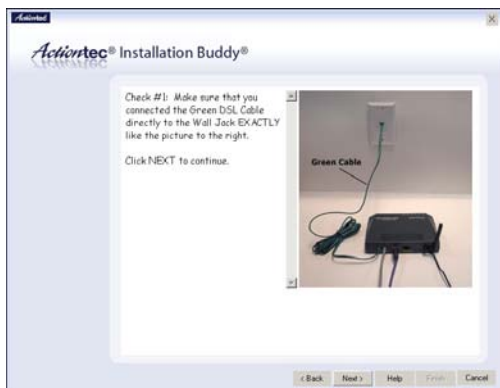 Actiontec
Actiontec® Installation Buddy®
Check #1: Make sure that you
connected the Green DSL Cable
directly to the Wall Jack EXACTLY
like the picture to the right.
Click NEXT to continue.
Green Cable
< Back Next > Help Finish Cancel